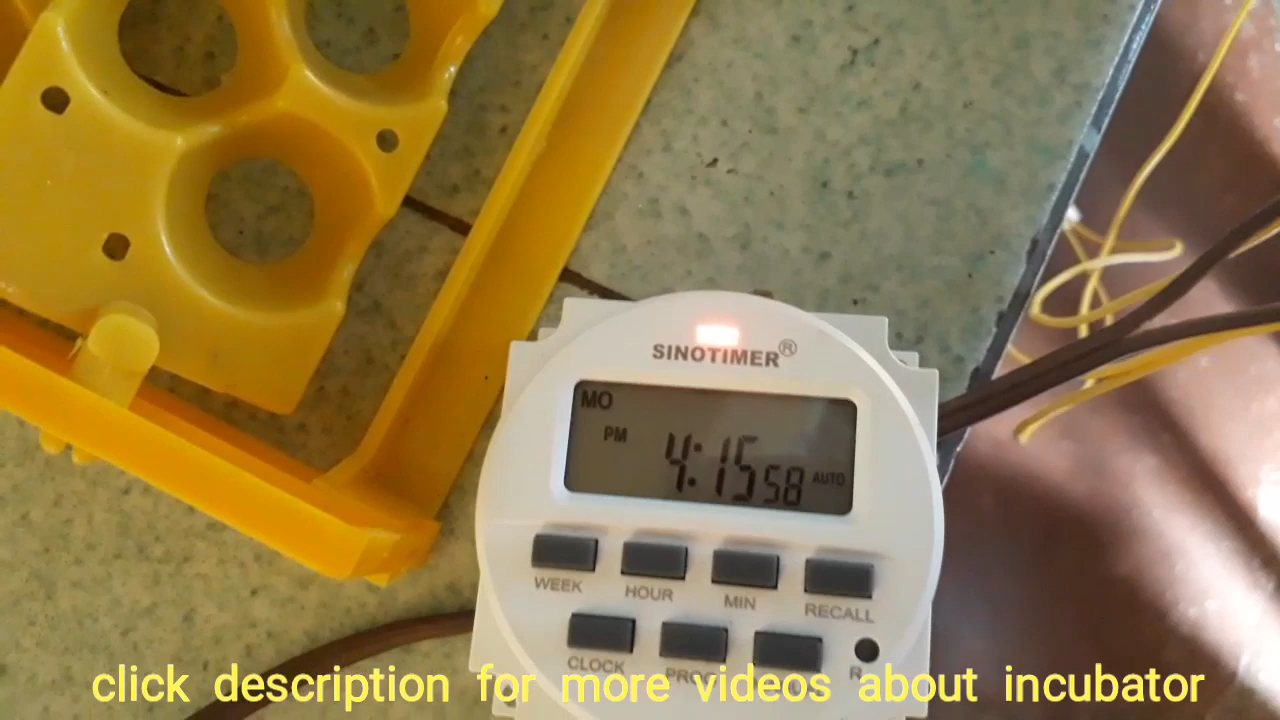 SINOTIMER®
MO
PM 4:15 58 AUTO
WEEK HOUR MIN RECALL
CLOCK
click description for more videos about incubator